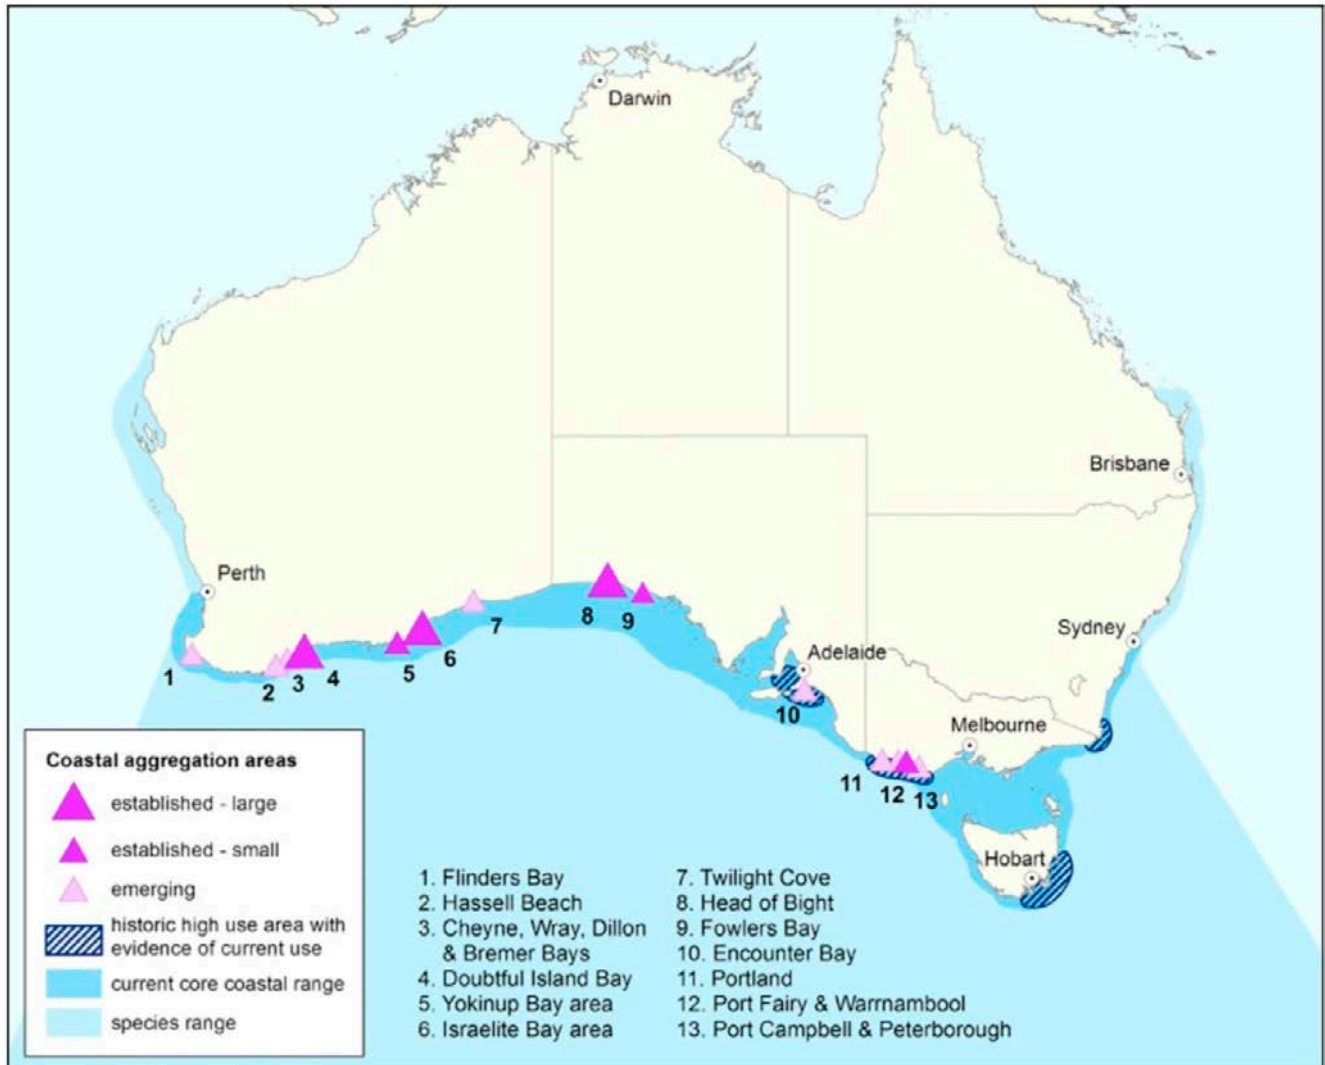 Darwin
Brisbane
Perth
Sydney
Adelaide
Melbourne
Hobart
1
2
3
4
5
6
7
8
9
10
11
12
13
Coastal aggregation areas
established - large
established - small
emerging
historic high use area with
evidence of current use
current core coastal range
species range
1. Flinders Bay
2. Hassell Beach
3. Cheyne, Wray, Dillon
& Bremer Bays
4. Doubtful Island Bay
5. Yokinup Bay area
6. Israelite Bay area
7. Twilight Cove
8. Head of Bight
9. Fowlers Bay
10. Encounter Bay
11. Portland
12. Port Fairy & Warrnambool
13. Port Campbell & Peterborough